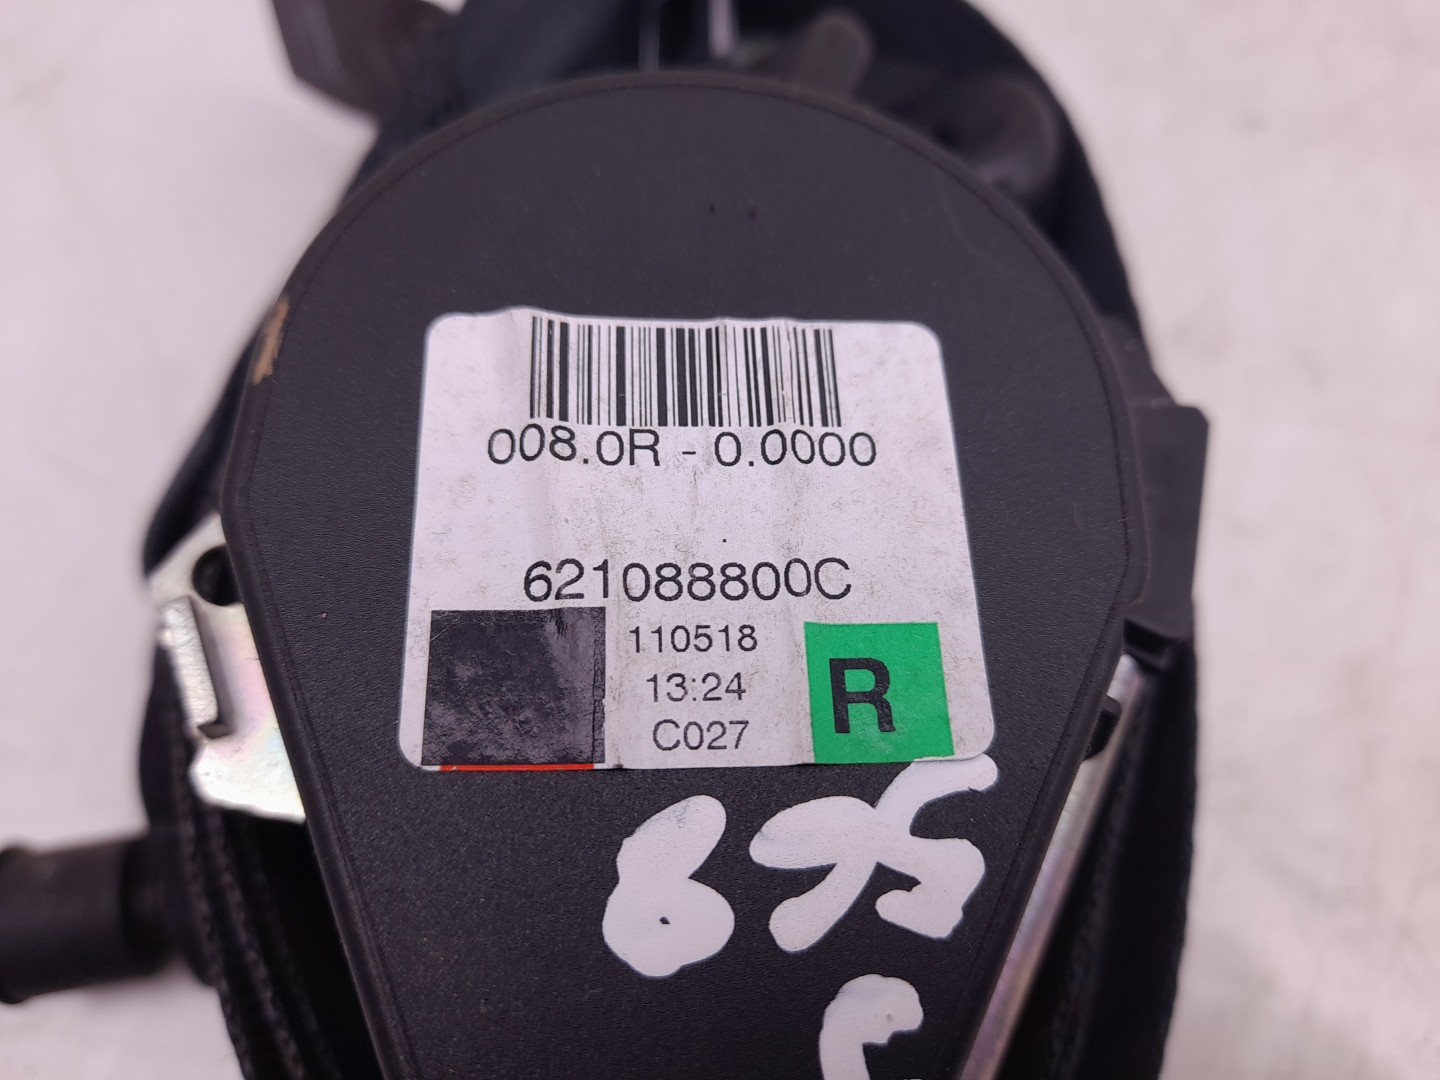 008.0R - 0.0000
621088800C
110518
13:24
C027
R